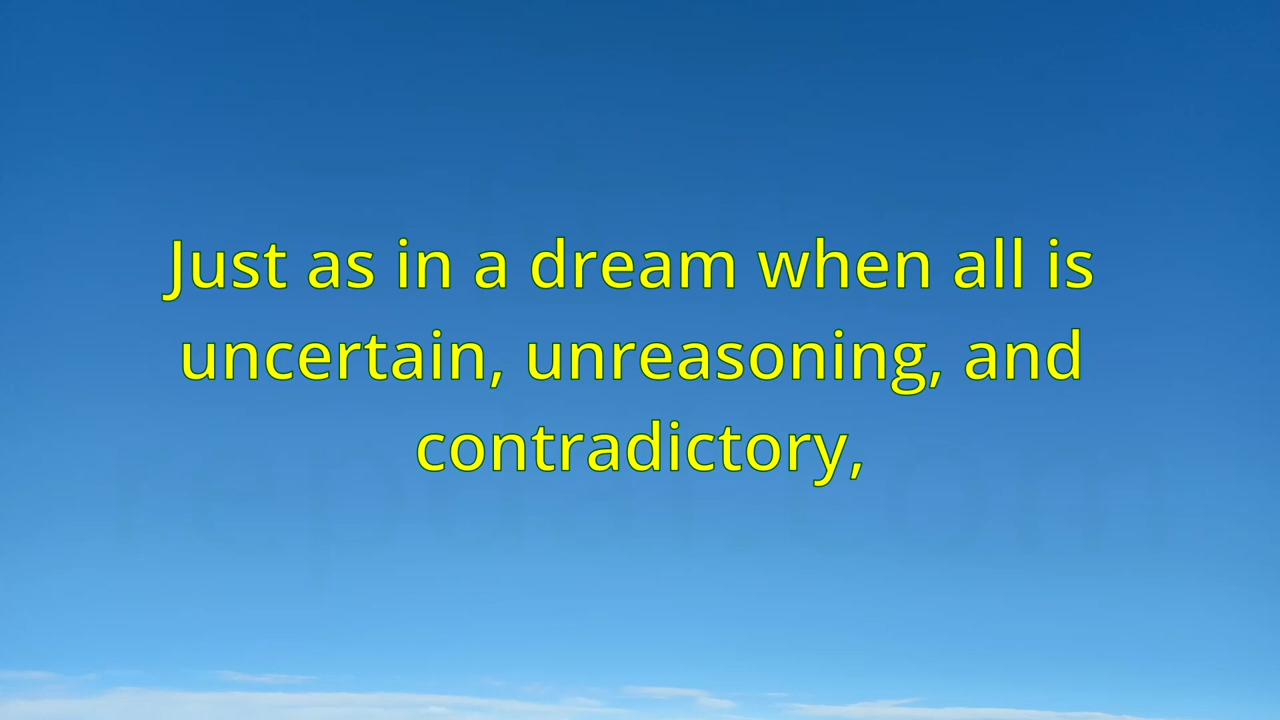 Just as in a dream when all is
uncertain, unreasoning, and
contradictory,